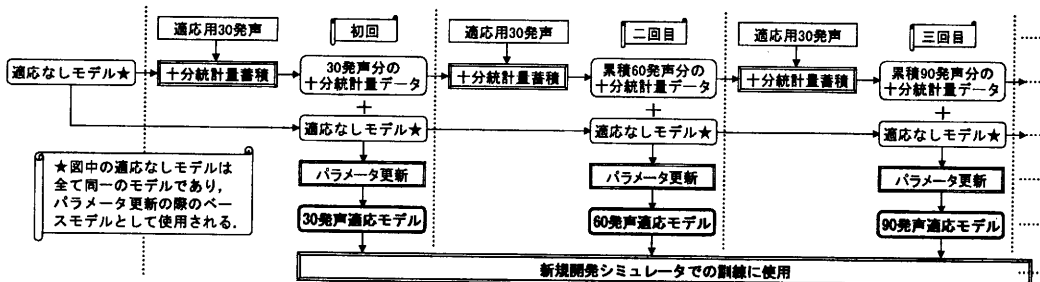 適応用30発声
初回
適応用30発声
二回目
適応用30発声
三回目
適応なしモデル★
十分統計量蓄積
30発声分の
十分統計量データ
十分統計量蓄積
累積60発声分の
十分統計量データ
十分統計量蓄積
累積90発声分の
十分統計量データ
+
+
+
適応なしモデル★
適応なしモデル★
適応なしモデル★
★図中の適応なしモデルは
全て同一のモデルであり,
パラメータ更新の際のベー
スモデルとして使用される.
パラメータ更新
パラメータ更新
パラメータ更新
30発声適応モデル
60発声適応モデル
90発声適応モデル
新規開発シミュレータでの訓練に使用